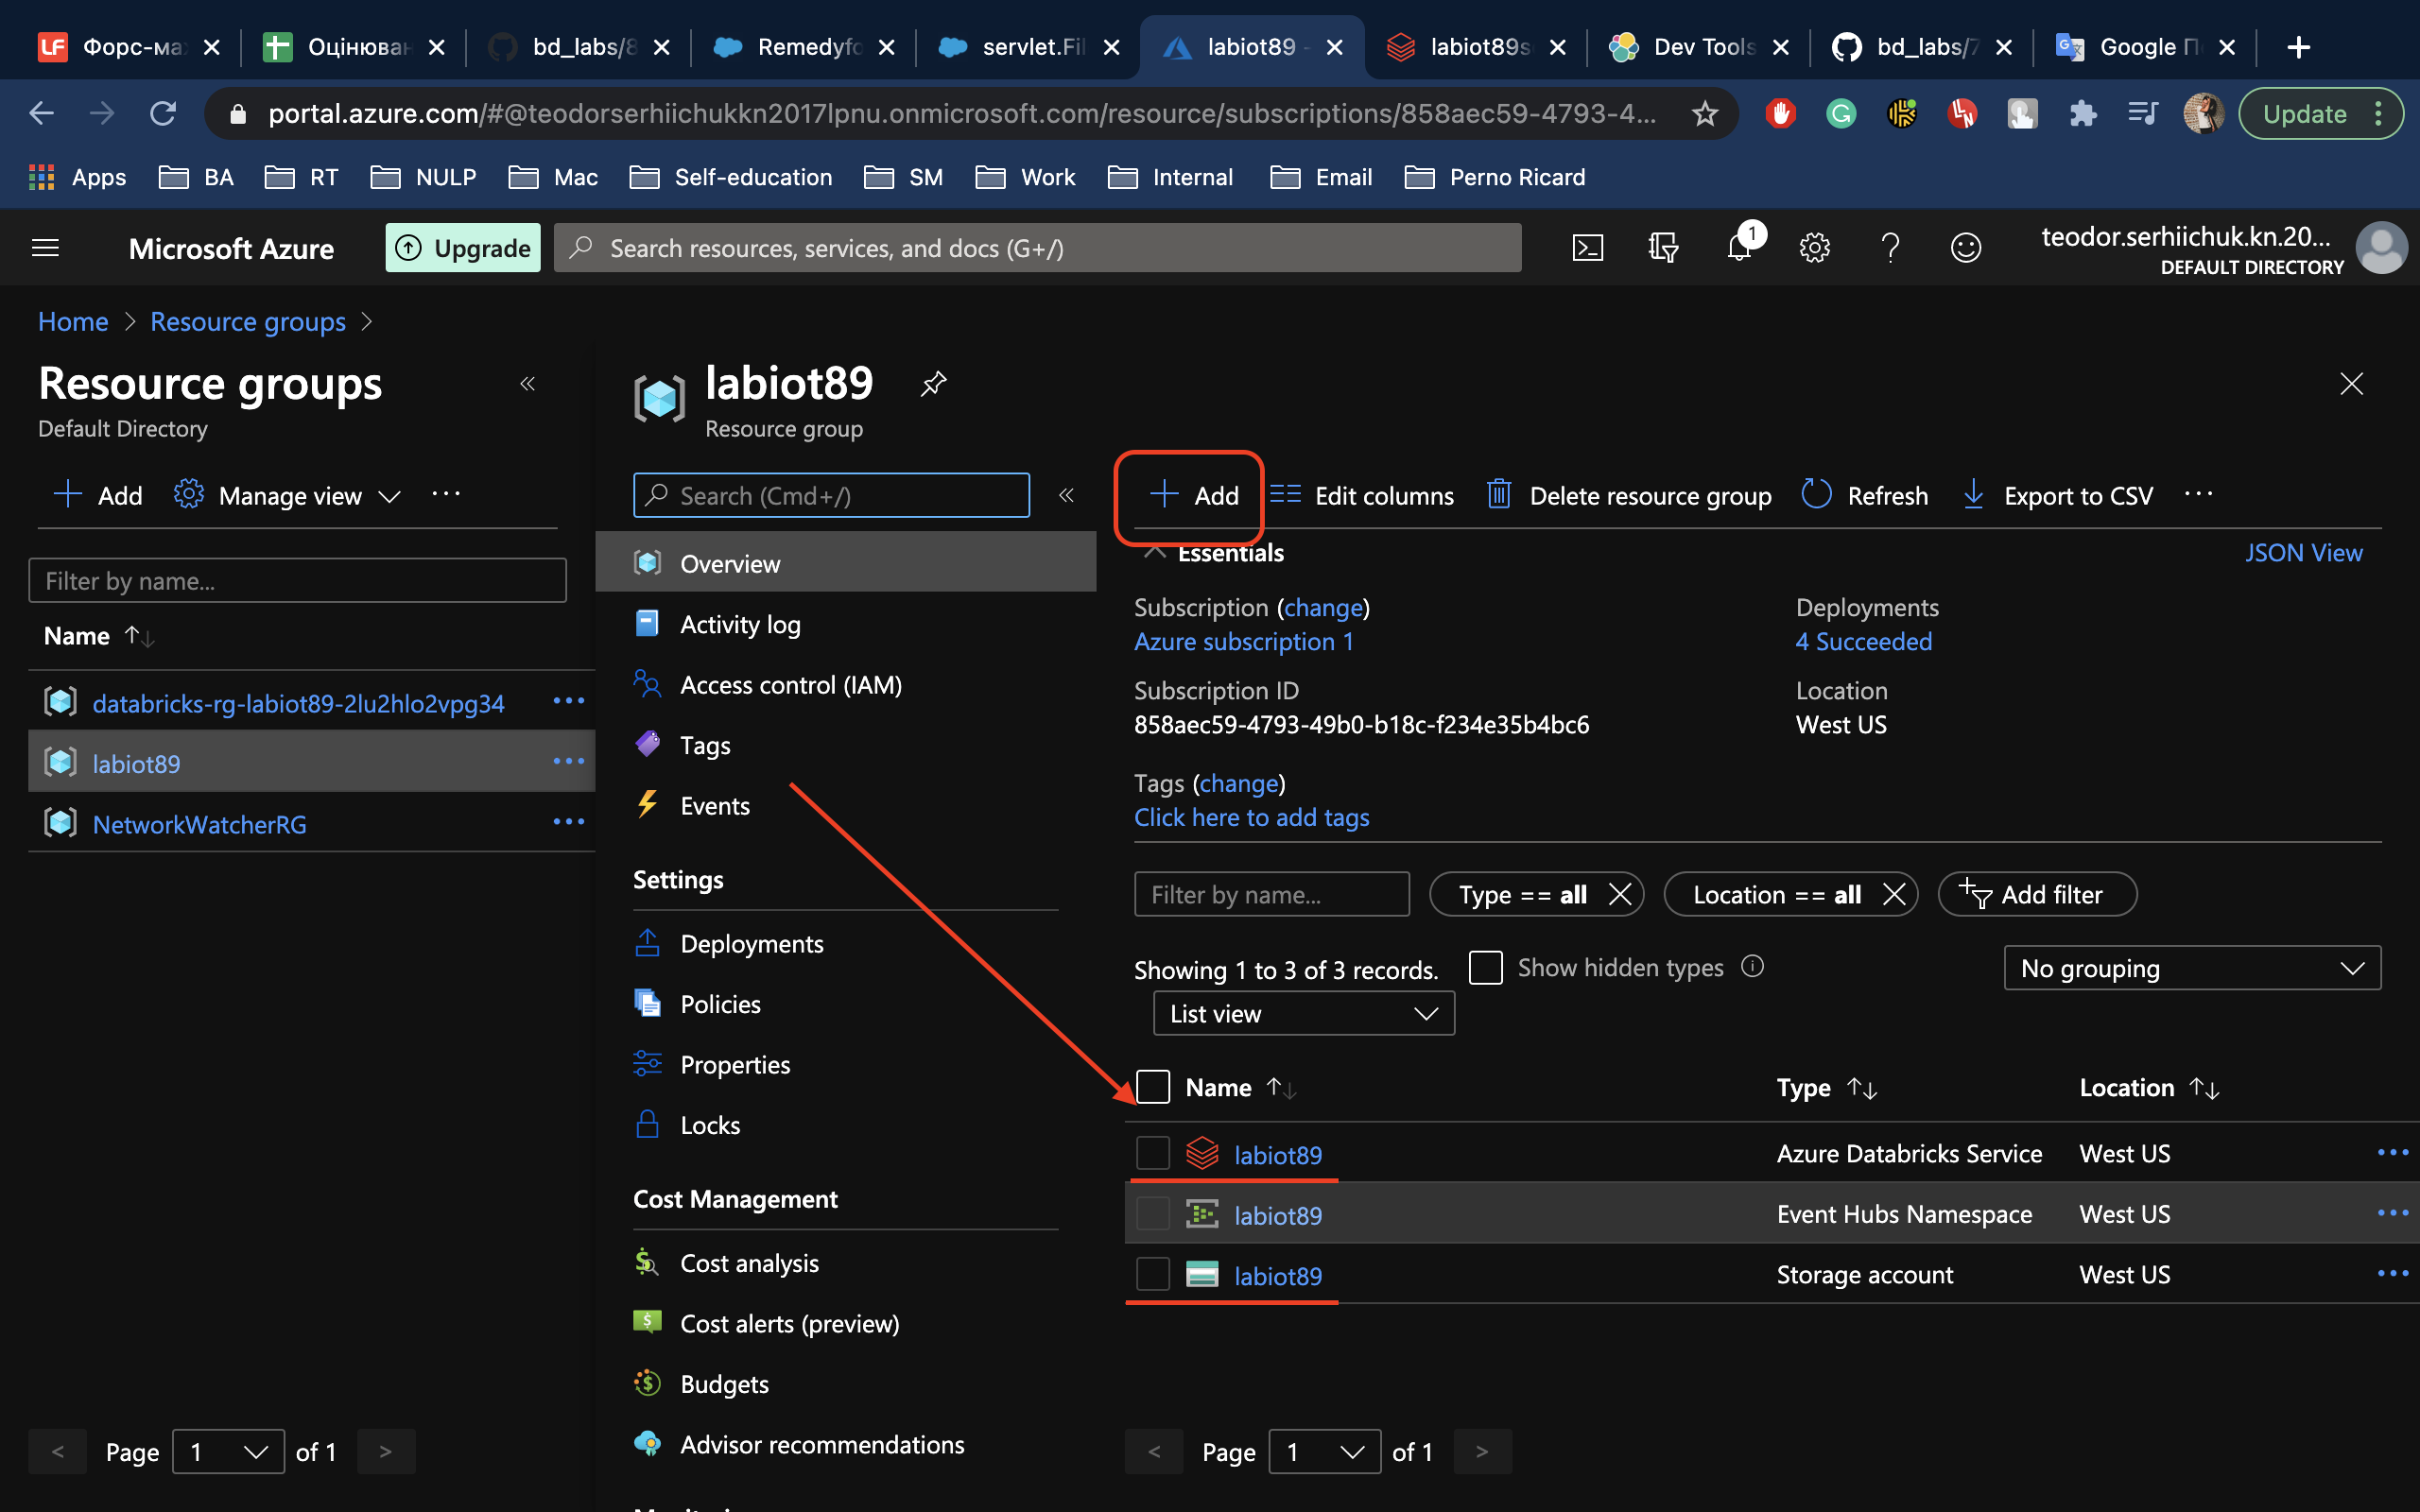 Форс-ма
Оцінюван
bd_labs/8
Remedyfo
servlet.Fil
labiot89 -
labiot89s
Dev Tools
bd_labs/7
Google П
portal.azure.com/#@teodorserhiichukkn2017lpnu.onmicrosoft.com/resource/subscriptions/858aec59-4793-4...
Update
Apps
BA
RT
NULP
Mac
Self-education
SM
Work
Internal
Email
Perno Ricard
Microsoft Azure
Upgrade
Search resources, services, and docs (G+/)
1
teodor.serhiichuk.kn.20...
DEFAULT DIRECTORY
Home > Resource groups >
Resource groups
Default Directory
Add
Manage view
Filter by name...
Name
databricks-rg-labiot89-2lu2hlo2vpg34
labiot89
NetworkWatcherRG
< Page 1 of 1 >
labiot89
Resource group
Search (Cmd+/)
Overview
Activity log
Access control (IAM)
Tags
Events
Settings
Deployments
Policies
Properties
Locks
Cost Management
Cost analysis
Cost alerts (preview)
Budgets
Advisor recommendations
Add
Edit columns
Delete resource group
Refresh
Export to CSV
Essentials
JSON View
Subscription (change)
Azure subscription 1
Deployments
4 Succeeded
Subscription ID
858aec59-4793-49b0-b18c-f234e35b4bc6
Location
West US
Tags (change)
Click here to add tags
Filter by name...
Type == all
Location == all
Add filter
Showing 1 to 3 of 3 records.
Show hidden types
No grouping
List view
Name
Type
Location
labiot89 Azure Databricks Service West US
labiot89 Event Hubs Namespace West US
labiot89 Storage account West US
< Page 1 of 1 >